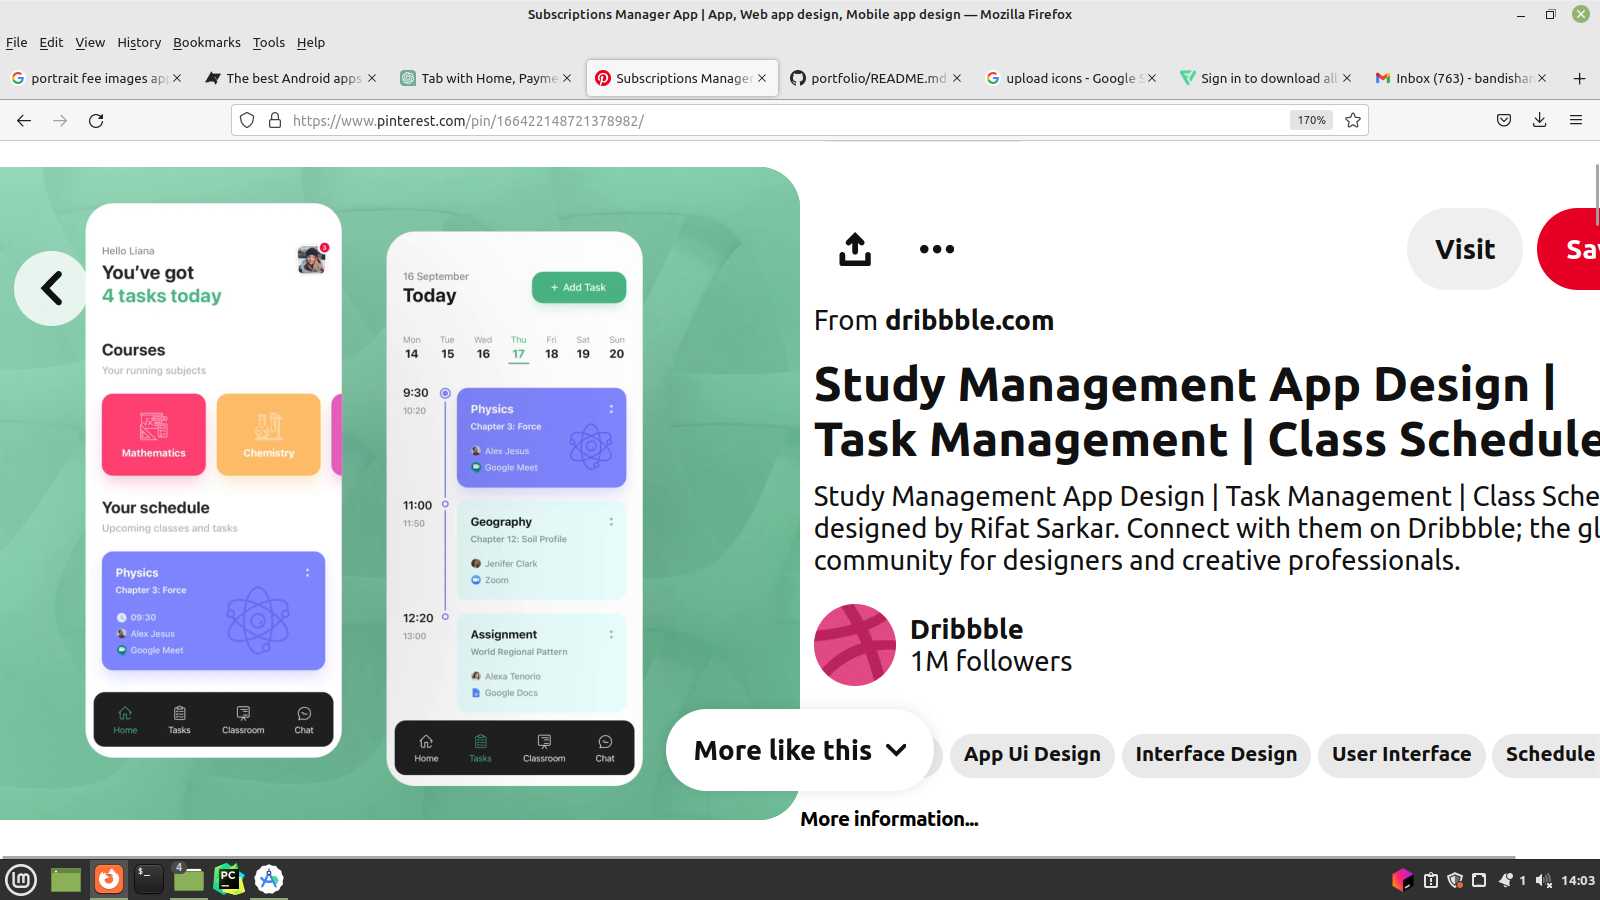 Subscriptions Manager App | App, Web app design, Mobile app design — Mozilla Firefox
File Edit View History Bookmarks Tools Help
portrait fee images app
The best Android apps
Tab with Home, Payme
Subscriptions Manager
portfolio/README.md
upload icons - Google S
Sign in to download all
Inbox (763) - bandishan
https://www.pinterest.com/pin/166422148721378982/
170%
Hello Liana
3
You've got
4 tasks today
Courses
Your running subjects
Mathematics
Chemistry
Your schedule
Upcoming classes and tasks
Physics
Chapter 3: Force
09:30
Alex Jesus
Google Meet
Home Tasks Classroom Chat
16 September
Today
+ Add Task
Mon Tue Wed Thu Fri Sat Sun
14 15 16 17 18 19 20
9:30
10:20
Physics
Chapter 3: Force
Alex Jesus
Google Meet
11:00
11:50
Geography
Chapter 12: Soil Profile
Jenifer Clark
Zoom
12:20
13:00
Assignment
World Regional Pattern
Alexa Tenorio
Google Docs
Home Tasks Classroom Chat
Visit
Sa
From dribbble.com
Study Management App Design |
Task Management | Class Schedule
Study Management App Design | Task Management | Class Sche
designed by Rifat Sarkar. Connect with them on Dribbble; the gl
community for designers and creative professionals.
Dribbble
1M followers
More like this
App Ui Design
Interface Design
User Interface
Schedule
More information...
lm
$_
4
PC
1
14:03